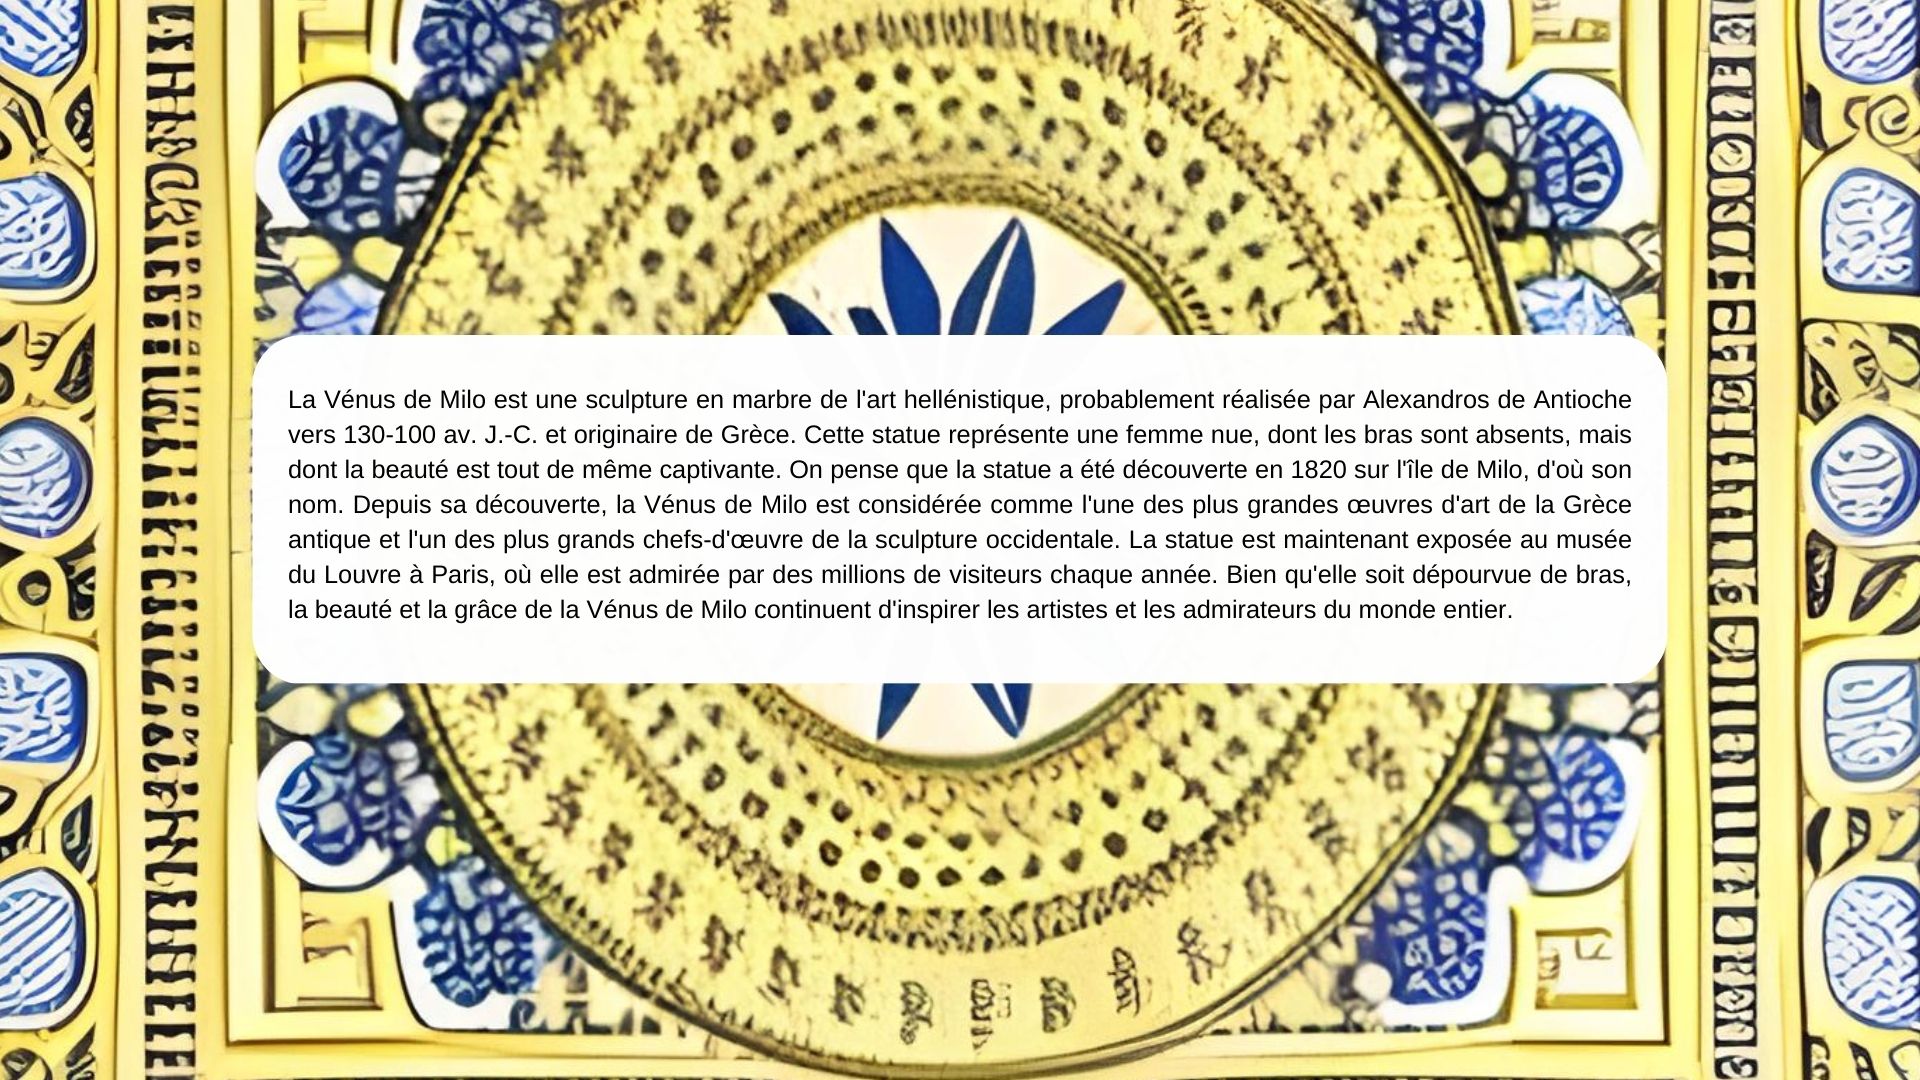 La Vénus de Milo est une sculpture en marbre de l'art hellénistique, probablement réalisée par Alexandros de Antioche
vers 130-100 av. J.-C. et originaire de Grèce. Cette statue représente une femme nue, dont les bras sont absents, mais
dont la beauté est tout de même captivante. On pense que la statue a été découverte en 1820 sur l'île de Milo, d'où son
nom. Depuis sa découverte, la Vénus de Milo est considérée comme l'une des plus grandes œuvres d'art de la Grèce
antique et l'un des plus grands chefs-d'œuvre de la sculpture occidentale. La statue est maintenant exposée au musée
du Louvre à Paris, où elle est admirée par des millions de visiteurs chaque année. Bien qu'elle soit dépourvue de bras,
la beauté et la grâce de la Vénus de Milo continuent d'inspirer les artistes et les admirateurs du monde entier.